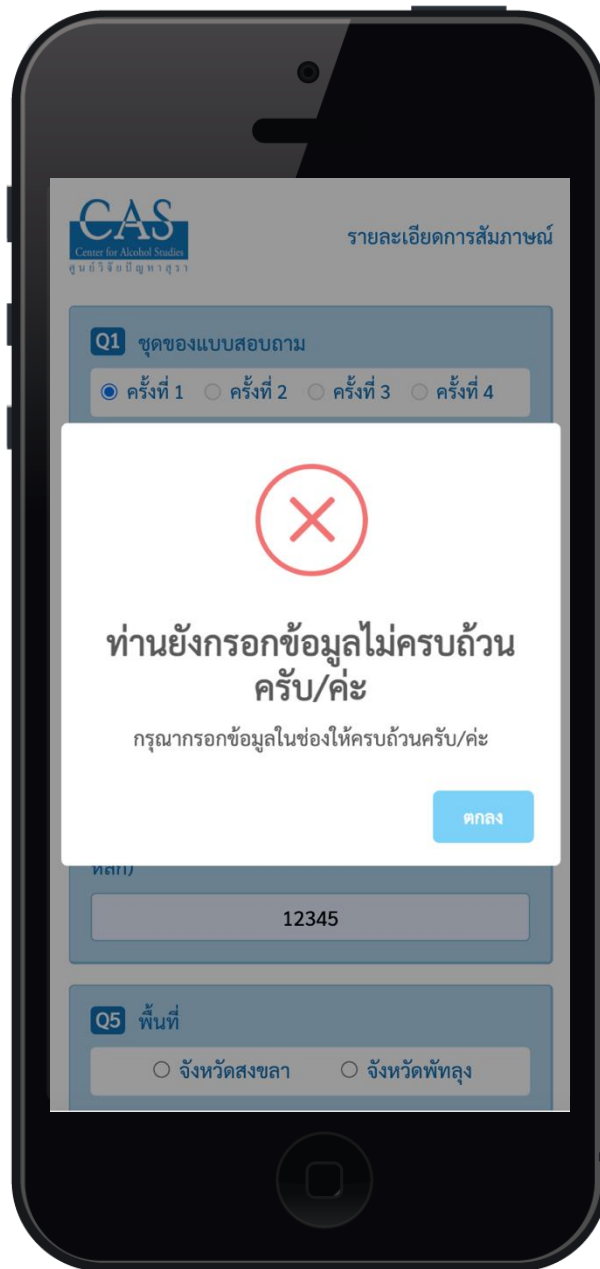 CAS
Center for Alcohol Studies
ศูนย์วิจัยปัญหาสุรา
รายละเอียดการสัมภาษณ์
Q1 ชุดของแบบสอบถาม
ครั้งที่ 1 ครั้งที่ 2 ครั้งที่ 3 ครั้งที่ 4
ท่านยังกรอกข้อมูลไม่ครบถ้วน
ครับ/ค่ะ
กรุณากรอกข้อมูลในช่องให้ครบถ้วนครับ/ค่ะ
ตกลง
หลัก)
12345
Q5 พื้นที่
จังหวัดสงขลา จังหวัดพัทลุง